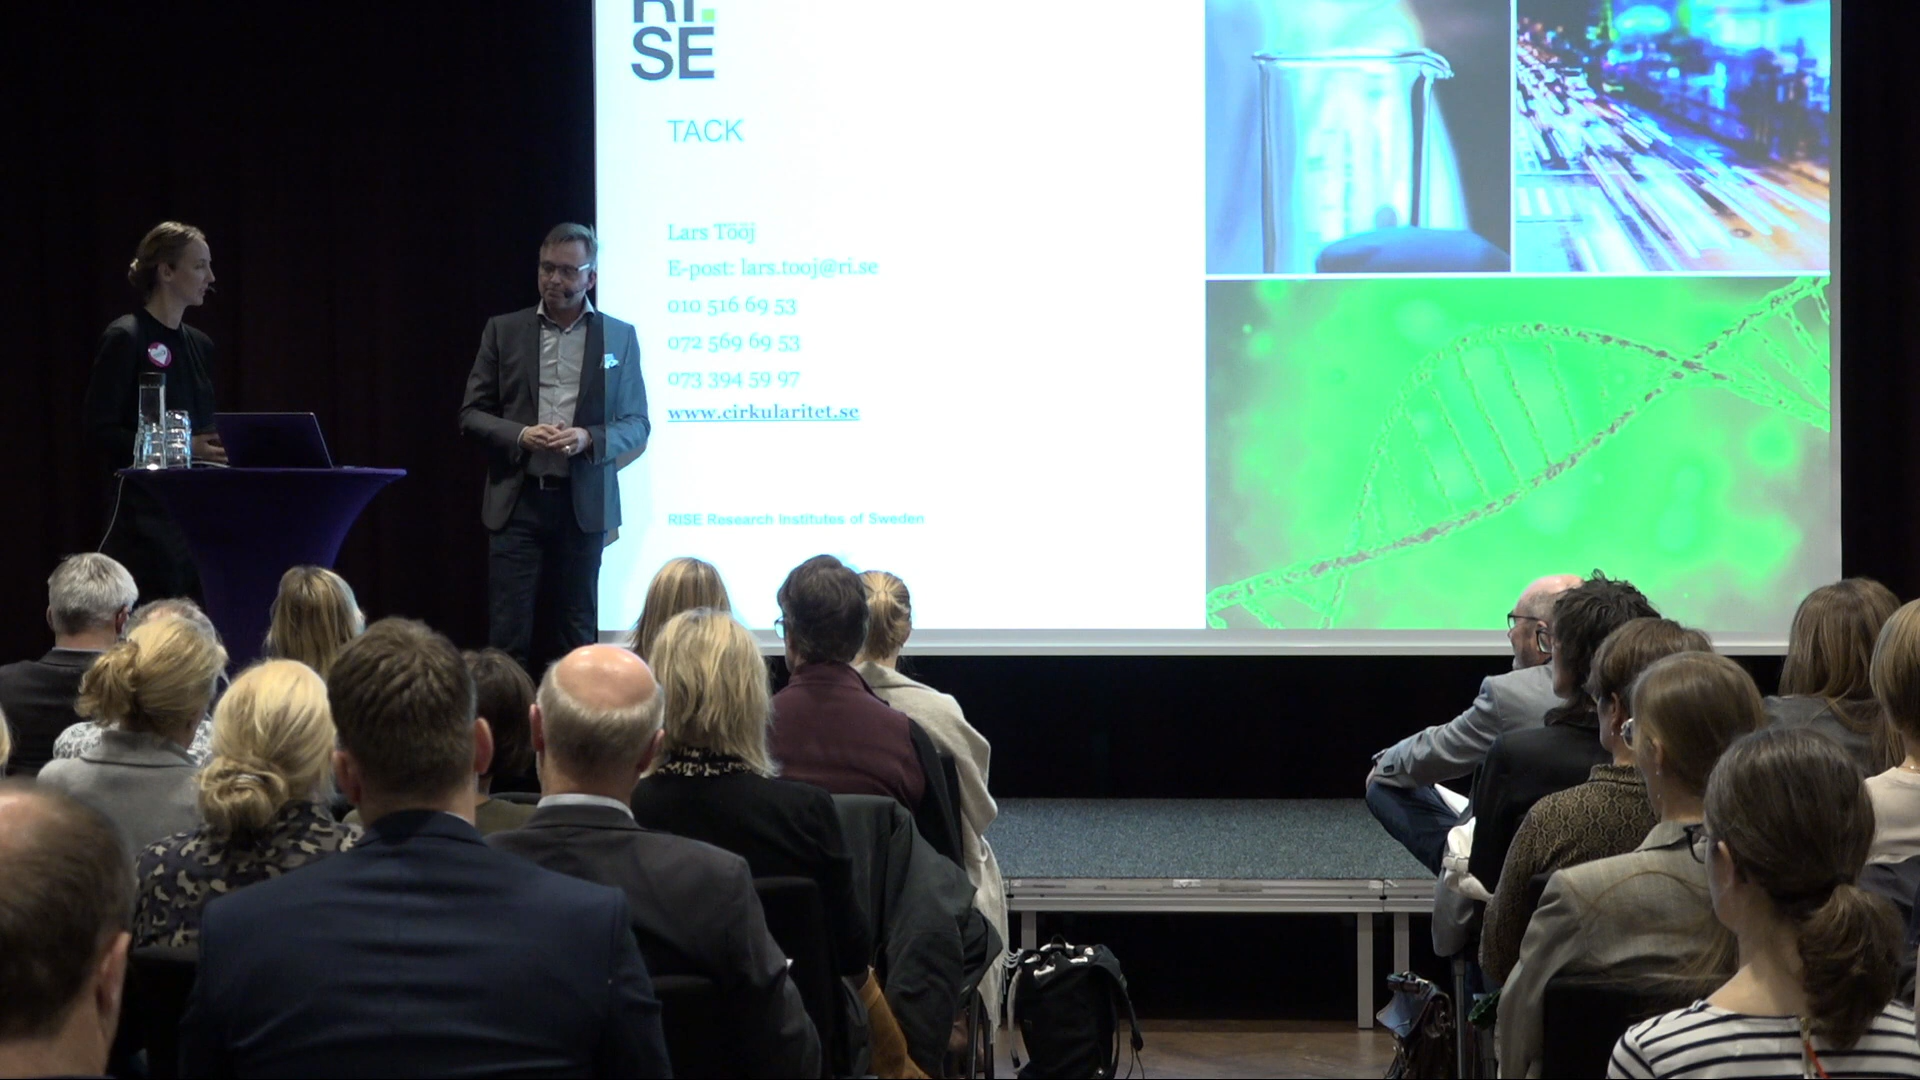 RI.
SE
TACK
Lars Tööj
E-post: lars.tooj@ri.se
010 516 69 53
072 569 69 53
073 394 59 97
www.cirkularitet.se
RISE Research Institutes of Sweden